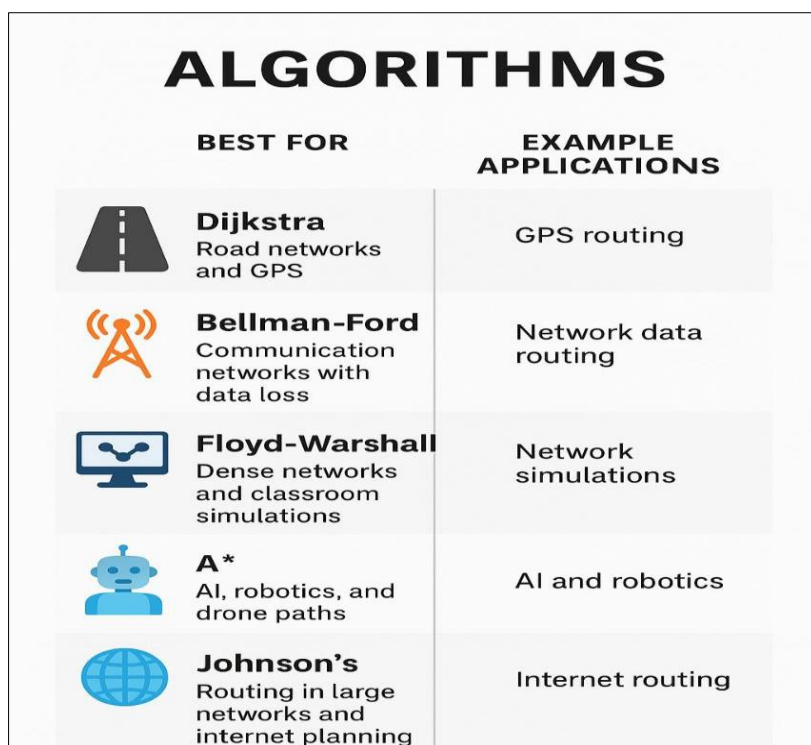 ALGORITHMS
BEST FOR
EXAMPLE
APPLICATIONS
Dijkstra
Road networks
and GPS
GPS routing
Bellman-Ford
Communication
networks with
data loss
Network data
routing
Floyd-Warshall
Dense networks
and classroom
simulations
Network
simulations
A*
AI, robotics, and
drone paths
AI and robotics
Johnson's
Routing in large
networks and
internet planning
Internet routing